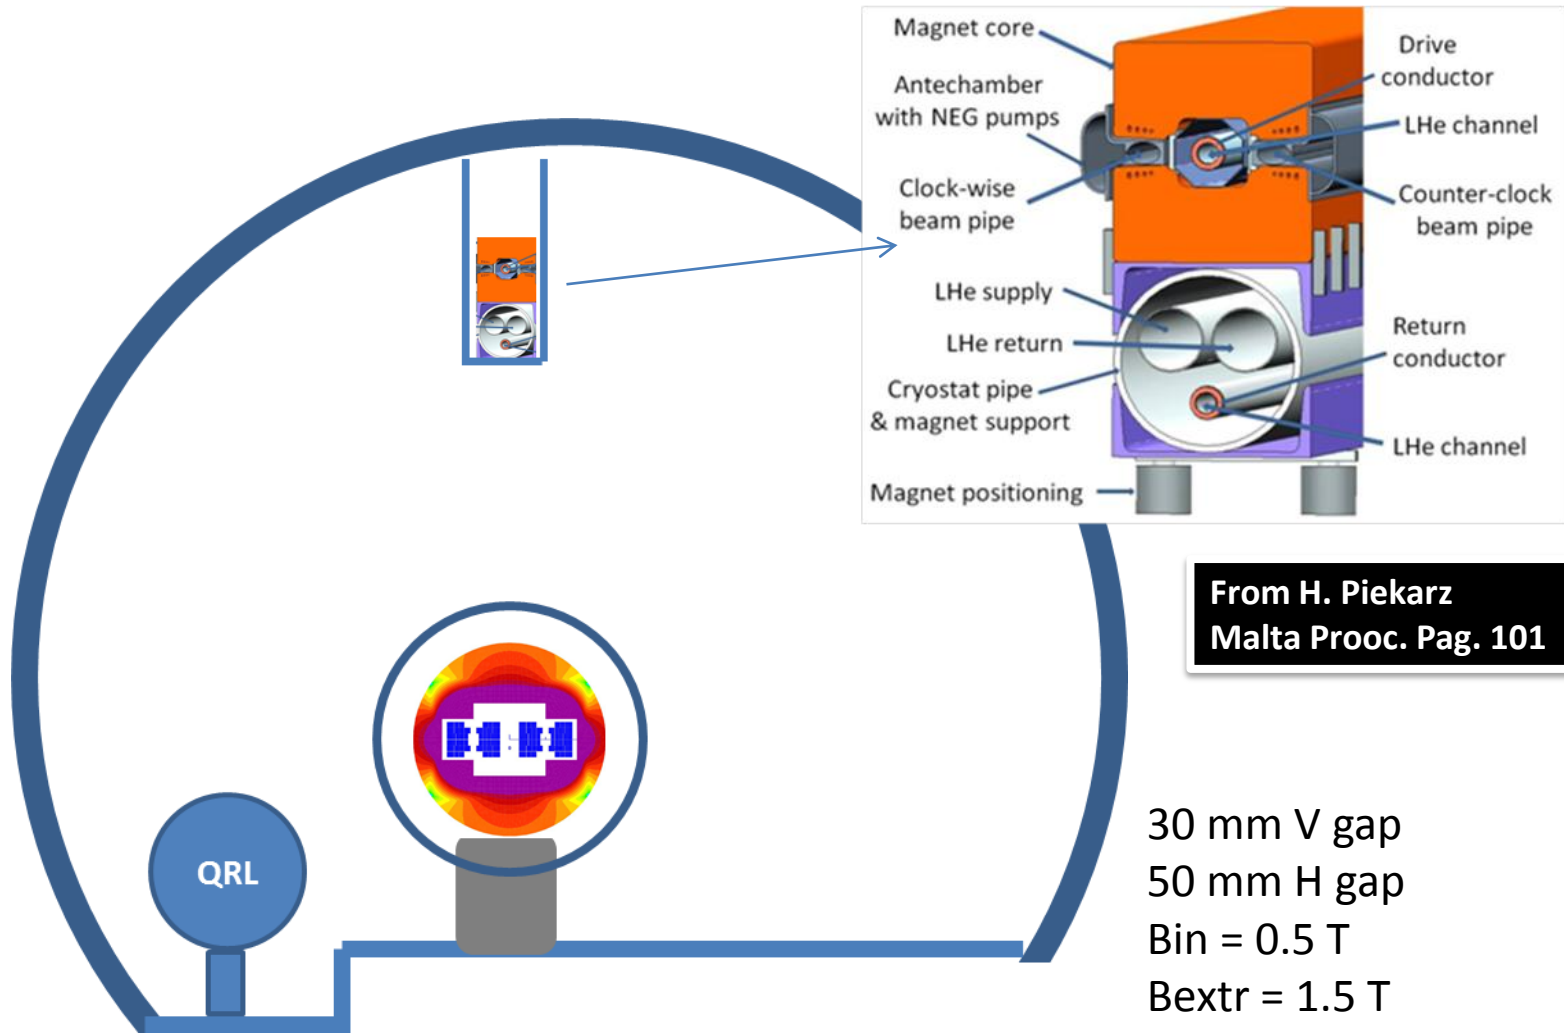 Magnet core
Drive
conductor
Antechamber
with NEG pumps
LHe channel
Clock-wise
beam pipe
Counter-clock
beam pipe
LHe supply
LHe return
Return
conductor
Cryostat pipe
& magnet support
LHe channel
Magnet positioning
From H. Piekarz
Malta Prooc. Pag. 101
QRL
30 mm V gap
50 mm H gap
Bin = 0.5 T
Bextr = 1.5 T